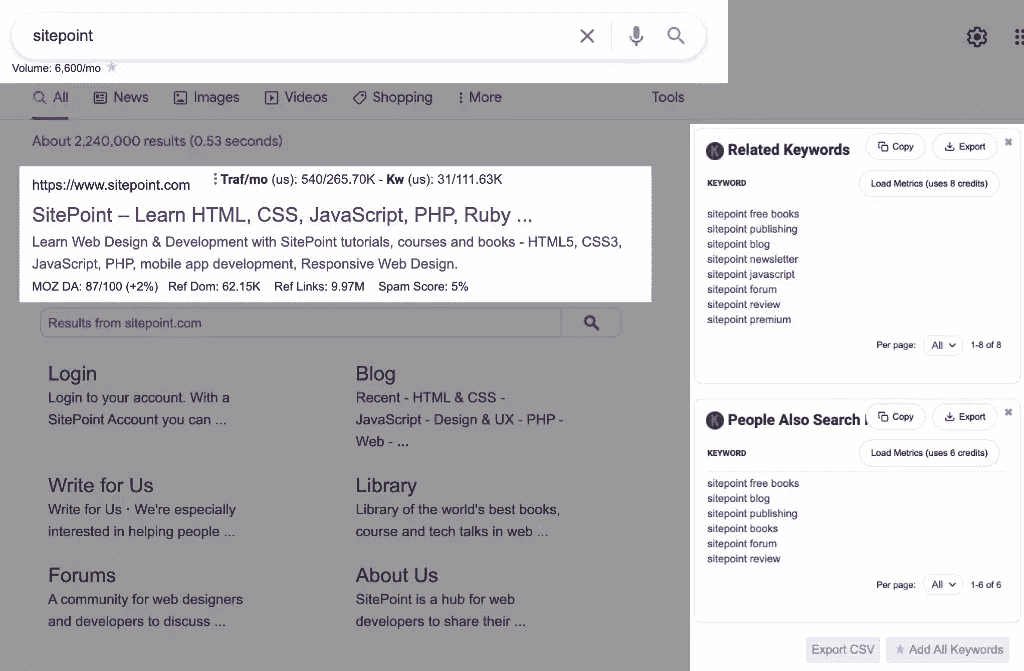 sitepoint
Volume: 6,600/mo
All News Images Videos Shopping More Tools
About 2,240,000 results (0.53 seconds)
https://www.sitepoint.com Traf/mo (us): 540/265.70K - Kw (us): 31/111.63K
SitePoint – Learn HTML, CSS, JavaScript, PHP, Ruby ...
Learn Web Design & Development with SitePoint tutorials, courses and books - HTML5, CSS3,
JavaScript, PHP, mobile app development, Responsive Web Design.
MOZ DA: 87/100 (+2%) Ref Dom: 62.15K Ref Links: 9.97M Spam Score: 5%
Results from sitepoint.com
Login
Login to your account. With a
SitePoint Account you can ...
Blog
Recent - HTML & CSS -
JavaScript - Design & UX - PHP -
Web - ...
Write for Us
Write for Us · We're especially
interested in helping people ...
Library
Library of the world's best books,
course and tech talks in web ...
Forums
A community for web designers
and developers to discuss ...
About Us
SitePoint is a hub for web
developers to share their ...
K Related Keywords Copy Export
KEYWORD Load Metrics (uses 8 credits)
sitepoint free books
sitepoint publishing
sitepoint blog
sitepoint newsletter
sitepoint javascript
sitepoint forum
sitepoint review
sitepoint premium
Per page: All 1-8 of 8
K People Also Search Copy Export
KEYWORD Load Metrics (uses 6 credits)
sitepoint free books
sitepoint blog
sitepoint publishing
sitepoint books
sitepoint forum
sitepoint review
Per page: All 1-6 of 6
Export CSV Add All Keywords